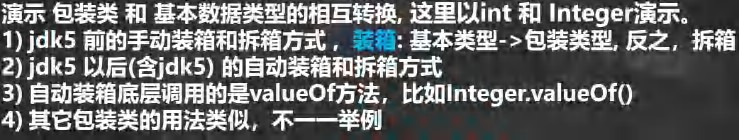 演示 包装类 和 基本数据类型的相互转换, 这里以int 和 Integer演示。
1) jdk5 前的手动装箱和拆箱方式 ，装箱: 基本类型->包装类型, 反之，拆箱
2) jdk5 以后(含jdk5) 的自动装箱和拆箱方式
3) 自动装箱底层调用的是valueOf方法，比如Integer.valueOf()
4) 其它包装类的用法类似，不一一举例